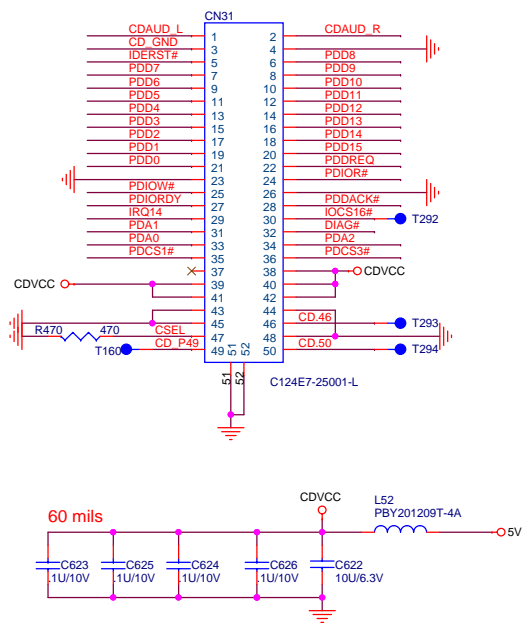 CN31
CDAUD_L 1 2 CDAUD_R
CD_GND 3 4
IDERST# 5 6 PDD8
PDD7 7 8 PDD9
PDD6 9 10 PDD10
PDD5 11 12 PDD11
PDD4 13 14 PDD12
PDD3 15 16 PDD13
PDD2 17 18 PDD14
PDD1 19 20 PDD15
PDD0 21 22 PDDREQ
23 24 PDIOR#
PDIOW# 25 26
PDIORDY 27 28 PDDACK#
IRQ14 29 30 IOCS16# T292
PDA1 31 32 DIAG#
PDA0 33 34 PDA2
PDCS1# 35 36 PDCS3#
37 38 CDVCC
CDVCC 39 40
41 42
43 44
45 46 CD.46 T293
R470 470 CSEL 47 48
T160 CD_P49 49 50 CD.50 T294
51 52
51 52
C124E7-25001-L
60 mils
CDVCC
L52
PBY201209T-4A
5V
C623 C625 C624 C626 C622
.1U/10V .1U/10V .1U/10V .1U/10V 10U/6.3V